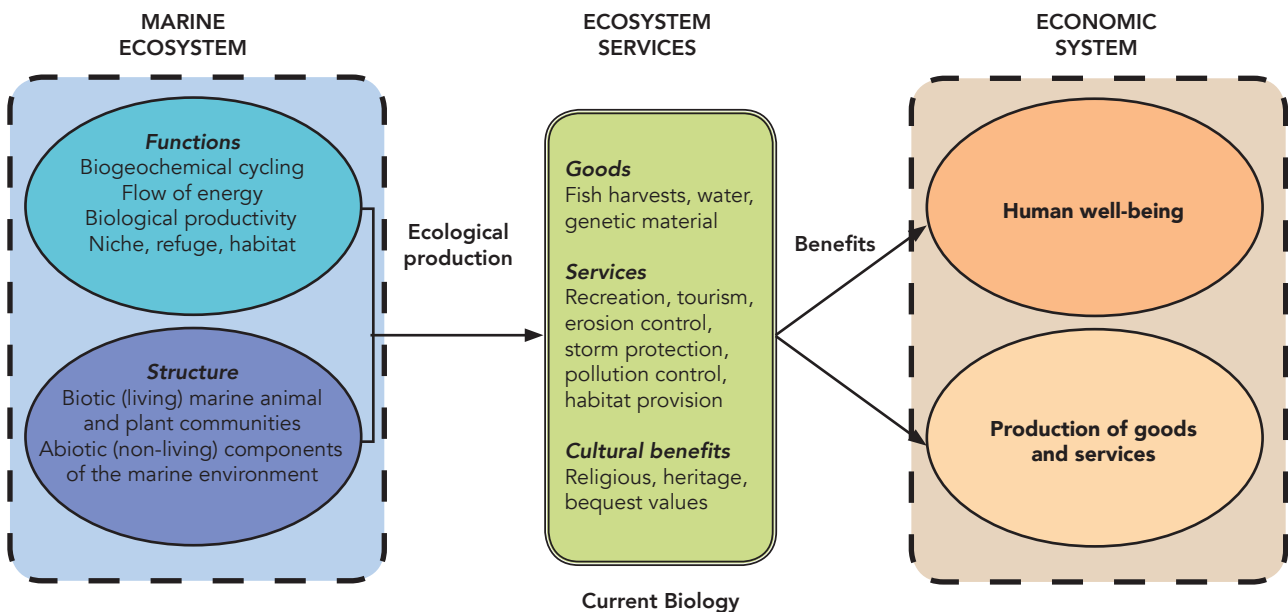 MARINE
ECOSYSTEM
Functions
Biogeochemical cycling
Flow of energy
Biological productivity
Niche, refuge, habitat
Structure
Biotic (living) marine animal
and plant communities
Abiotic (non-living) components
of the marine environment
Ecological
production
ECOSYSTEM
SERVICES
Goods
Fish harvests, water,
genetic material
Services
Recreation, tourism,
erosion control,
storm protection,
pollution control,
habitat provision
Cultural benefits
Religious, heritage,
bequest values
Benefits
ECONOMIC
SYSTEM
Human well-being
Production of goods
and services
Current Biology